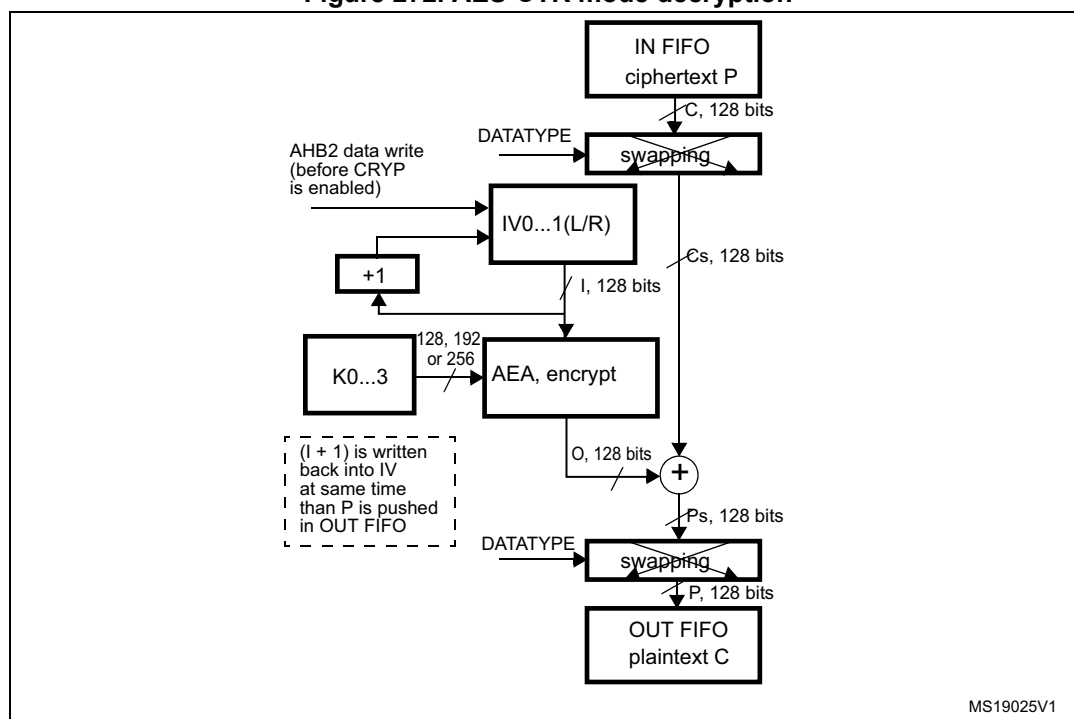 IN FIFO
ciphertext P
C, 128 bits
DATATYPE
swapping
AHB2 data write
(before CRYP
is enabled)
IV0...1(L/R)
Cs, 128 bits
+1
I, 128 bits
128, 192
or 256
K0...3
AEA, encrypt
(I + 1) is written
back into IV
at same time
than P is pushed
in OUT FIFO
O, 128 bits
+
Ps, 128 bits
DATATYPE
swapping
P, 128 bits
OUT FIFO
plaintext C
MS19025V1